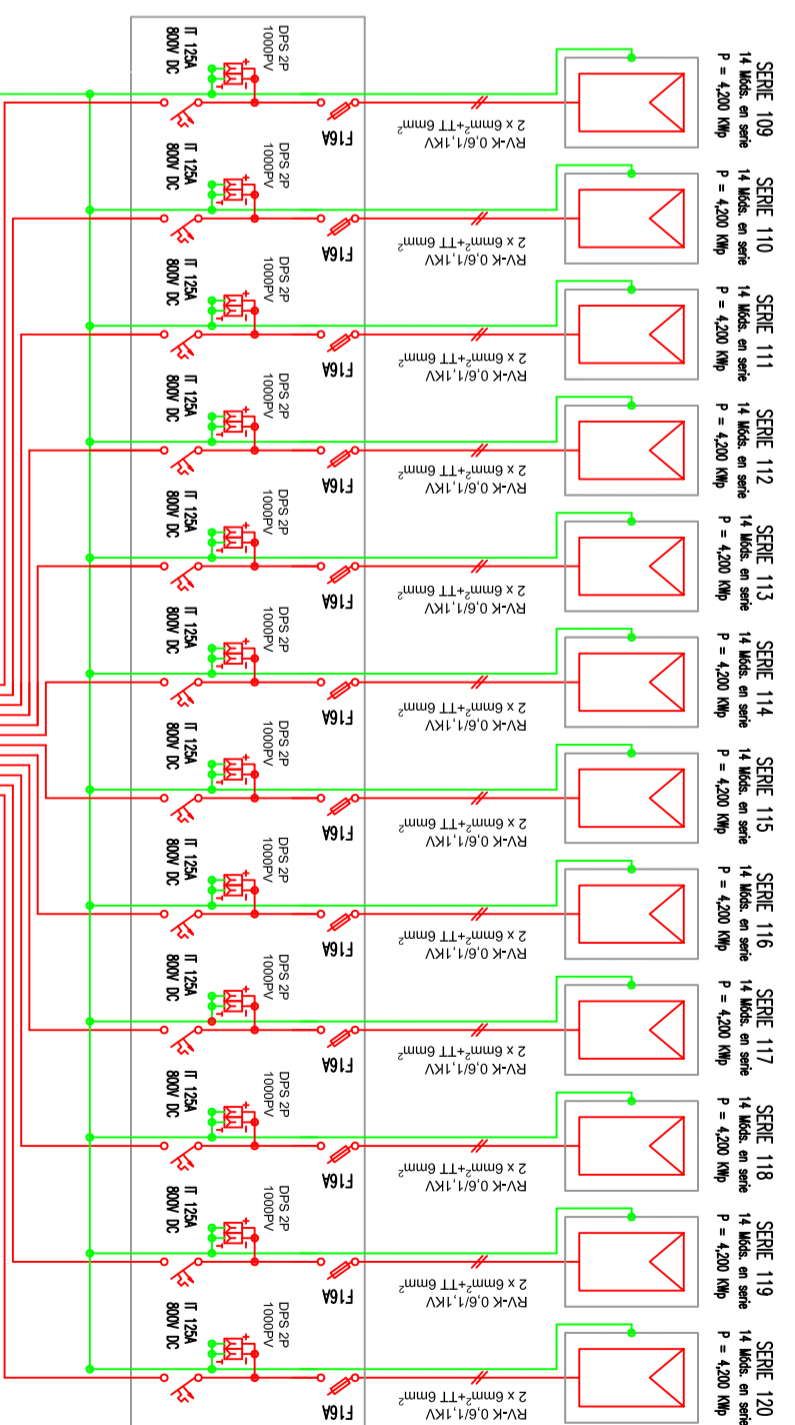 SERIE 109
14 Móds. en serie
P = 4,200 KWp
RV-K 0,6/1,1KV
2 x 6mm²+TT 6mm²
F16A
DPS 2P
1000PV
IT 125A
800V DC
SERIE 110
14 Móds. en serie
P = 4,200 KWp
RV-K 0,6/1,1KV
2 x 6mm²+TT 6mm²
F16A
DPS 2P
1000PV
IT 125A
800V DC
SERIE 111
14 Móds. en serie
P = 4,200 KWp
RV-K 0,6/1,1KV
2 x 6mm²+TT 6mm²
F16A
DPS 2P
1000PV
IT 125A
800V DC
SERIE 112
14 Móds. en serie
P = 4,200 KWp
RV-K 0,6/1,1KV
2 x 6mm²+TT 6mm²
F16A
DPS 2P
1000PV
IT 125A
800V DC
SERIE 113
14 Móds. en serie
P = 4,200 KWp
RV-K 0,6/1,1KV
2 x 6mm²+TT 6mm²
F16A
DPS 2P
1000PV
IT 125A
800V DC
SERIE 114
14 Móds. en serie
P = 4,200 KWp
RV-K 0,6/1,1KV
2 x 6mm²+TT 6mm²
F16A
DPS 2P
1000PV
IT 125A
800V DC
SERIE 115
14 Móds. en serie
P = 4,200 KWp
RV-K 0,6/1,1KV
2 x 6mm²+TT 6mm²
F16A
DPS 2P
1000PV
IT 125A
800V DC
SERIE 116
14 Móds. en serie
P = 4,200 KWp
RV-K 0,6/1,1KV
2 x 6mm²+TT 6mm²
F16A
DPS 2P
1000PV
IT 125A
800V DC
SERIE 117
14 Móds. en serie
P = 4,200 KWp
RV-K 0,6/1,1KV
2 x 6mm²+TT 6mm²
F16A
DPS 2P
1000PV
IT 125A
800V DC
SERIE 118
14 Móds. en serie
P = 4,200 KWp
RV-K 0,6/1,1KV
2 x 6mm²+TT 6mm²
F16A
DPS 2P
1000PV
IT 125A
800V DC
SERIE 119
14 Móds. en serie
P = 4,200 KWp
RV-K 0,6/1,1KV
2 x 6mm²+TT 6mm²
F16A
DPS 2P
1000PV
IT 125A
800V DC
SERIE 120
14 Móds. en serie
P = 4,200 KWp
RV-K 0,6/1,1KV
2 x 6mm²+TT 6mm²
F16A
DPS 2P
1000PV
IT 125A
800V DC